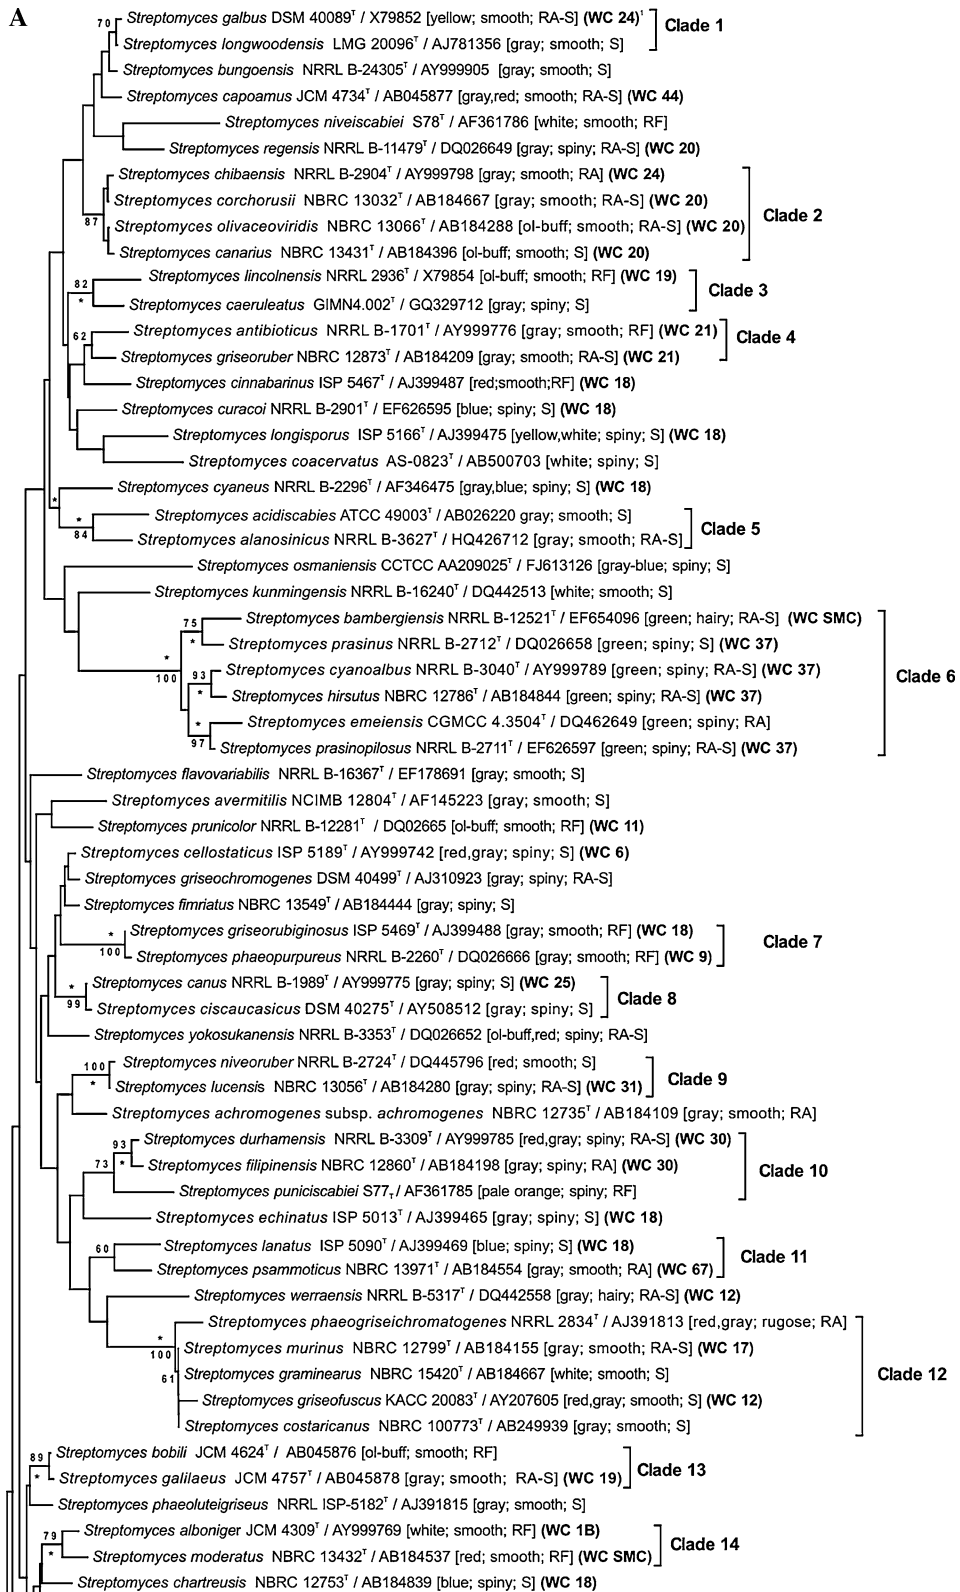 A
Streptomyces galbus DSM 40089ᵀ / X79852 [yellow; smooth; RA-S] (WC 24)¹
70
Clade 1
Streptomyces longwoodensis LMG 20096ᵀ / AJ781356 [gray; smooth; S]
Streptomyces bungoensis NRRL B-24305ᵀ / AY999905 [gray; smooth; S]
Streptomyces capoamus JCM 4734ᵀ / AB045877 [gray,red; smooth; RA-S] (WC 44)
Streptomyces niveiscabiei S78ᵀ / AF361786 [white; smooth; RF]
Streptomyces regensis NRRL B-11479ᵀ / DQ026649 [gray; spiny; RA-S] (WC 20)
Streptomyces chibaensis NRRL B-2904ᵀ / AY999798 [gray; smooth; RA] (WC 24)
Streptomyces corchorusii NBRC 13032ᵀ / AB184667 [gray; smooth; RA-S] (WC 20)
87
Clade 2
Streptomyces olivaceoviridis NBRC 13066ᵀ / AB184288 [ol-buff; smooth; RA-S] (WC 20)
Streptomyces canarius NBRC 13431ᵀ / AB184396 [ol-buff; smooth; S] (WC 20)
Streptomyces lincolnensis NRRL 2936ᵀ / X79854 [ol-buff; smooth; RF] (WC 19)
82
*
Clade 3
Streptomyces caeruleatus GIMN4.002ᵀ / GQ329712 [gray; spiny; S]
Streptomyces antibioticus NRRL B-1701ᵀ / AY999776 [gray; smooth; RF] (WC 21)
62
Clade 4
Streptomyces griseoruber NBRC 12873ᵀ / AB184209 [gray; smooth; RA-S] (WC 21)
Streptomyces cinnabarinus ISP 5467ᵀ / AJ399487 [red;smooth;RF] (WC 18)
Streptomyces curacoi NRRL B-2901ᵀ / EF626595 [blue; spiny; S] (WC 18)
Streptomyces longisporus ISP 5166ᵀ / AJ399475 [yellow,white; spiny; S] (WC 18)
Streptomyces coacervatus AS-0823ᵀ / AB500703 [white; spiny; S]
Streptomyces cyaneus NRRL B-2296ᵀ / AF346475 [gray,blue; spiny; S] (WC 18)
*
Streptomyces acidiscabies ATCC 49003ᵀ / AB026220 gray; smooth; S]
*
84
Clade 5
Streptomyces alanosinicus NRRL B-3627ᵀ / HQ426712 [gray; smooth; RA-S]
Streptomyces osmaniensis CCTCC AA209025ᵀ / FJ613126 [gray-blue; spiny; S]
Streptomyces kunmingensis NRRL B-16240ᵀ / DQ442513 [white; smooth; S]
Streptomyces bambergiensis NRRL B-12521ᵀ / EF654096 [green; hairy; RA-S] (WC SMC)
75
*
Streptomyces prasinus NRRL B-2712ᵀ / DQ026658 [green; spiny; S] (WC 37)
*
100
Streptomyces cyanoalbus NRRL B-3040ᵀ / AY999789 [green; spiny; RA-S] (WC 37)
93
*
Clade 6
Streptomyces hirsutus NBRC 12786ᵀ / AB184844 [green; spiny; RA-S] (WC 37)
Streptomyces emeiensis CGMCC 4.3504ᵀ / DQ462649 [green; spiny; RA]
*
97
Streptomyces prasinopilosus NRRL B-2711ᵀ / EF626597 [green; spiny; RA-S] (WC 37)
Streptomyces flavovariabilis NRRL B-16367ᵀ / EF178691 [gray; smooth; S]
Streptomyces avermitilis NCIMB 12804ᵀ / AF145223 [gray; smooth; S]
Streptomyces prunicolor NRRL B-12281ᵀ / DQ02665 [ol-buff; smooth; RF] (WC 11)
Streptomyces cellostaticus ISP 5189ᵀ / AY999742 [red,gray; spiny; S] (WC 6)
Streptomyces griseochromogenes DSM 40499ᵀ / AJ310923 [gray; spiny; RA-S]
Streptomyces fimriatus NBRC 13549ᵀ / AB184444 [gray; spiny; S]
Streptomyces griseorubiginosus ISP 5469ᵀ / AJ399488 [gray; smooth; RF] (WC 18)
*
100
Clade 7
Streptomyces phaeopurpureus NRRL B-2260ᵀ / DQ026666 [gray; smooth; RF] (WC 9)
Streptomyces canus NRRL B-1989ᵀ / AY999775 [gray; spiny; S] (WC 25)
*
99
Clade 8
Streptomyces ciscaucasicus DSM 40275ᵀ / AY508512 [gray; spiny; S]
Streptomyces yokosukanensis NRRL B-3353ᵀ / DQ026652 [ol-buff,red; spiny; RA-S]
Streptomyces niveoruber NRRL B-2724ᵀ / DQ445796 [red; smooth; S]
100
*
Clade 9
Streptomyces lucensis NBRC 13056ᵀ / AB184280 [gray; spiny; RA-S] (WC 31)
Streptomyces achromogenes subsp. achromogenes NBRC 12735ᵀ / AB184109 [gray; smooth; RA]
Streptomyces durhamensis NRRL B-3309ᵀ / AY999785 [red,gray; spiny; RA-S] (WC 30)
93
*
73
Streptomyces filipinensis NBRC 12860ᵀ / AB184198 [gray; spiny; RA] (WC 30)
Clade 10
Streptomyces puniciscabiei S77ᴛ / AF361785 [pale orange; spiny; RF]
Streptomyces echinatus ISP 5013ᵀ / AJ399465 [gray; spiny; S] (WC 18)
Streptomyces lanatus ISP 5090ᵀ / AJ399469 [blue; spiny; S] (WC 18)
60
Clade 11
Streptomyces psammoticus NBRC 13971ᵀ / AB184554 [gray; smooth; RA] (WC 67)
Streptomyces werraensis NRRL B-5317ᵀ / DQ442558 [gray; hairy; RA-S] (WC 12)
Streptomyces phaeogriseichromatogenes NRRL 2834ᵀ / AJ391813 [red,gray; rugose; RA]
*
100
Streptomyces murinus NBRC 12799ᵀ / AB184155 [gray; smooth; RA-S] (WC 17)
61
Streptomyces graminearus NBRC 15420ᵀ / AB184667 [white; smooth; S]
Clade 12
Streptomyces griseofuscus KACC 20083ᵀ / AY207605 [red,gray; smooth; S] (WC 12)
Streptomyces costaricanus NBRC 100773ᵀ / AB249939 [gray; smooth; S]
Streptomyces bobili JCM 4624ᵀ / AB045876 [ol-buff; smooth; RF]
89
*
Clade 13
Streptomyces galilaeus JCM 4757ᵀ / AB045878 [gray; smooth; RA-S] (WC 19)
Streptomyces phaeoluteigriseus NRRL ISP-5182ᵀ / AJ391815 [gray; smooth; S]
Streptomyces alboniger JCM 4309ᵀ / AY999769 [white; smooth; RF] (WC 1B)
79
*
Clade 14
Streptomyces moderatus NBRC 13432ᵀ / AB184537 [red; smooth; RF] (WC SMC)
Streptomyces chartreusis NBRC 12753ᵀ / AB184839 [blue; spiny; S] (WC 18)